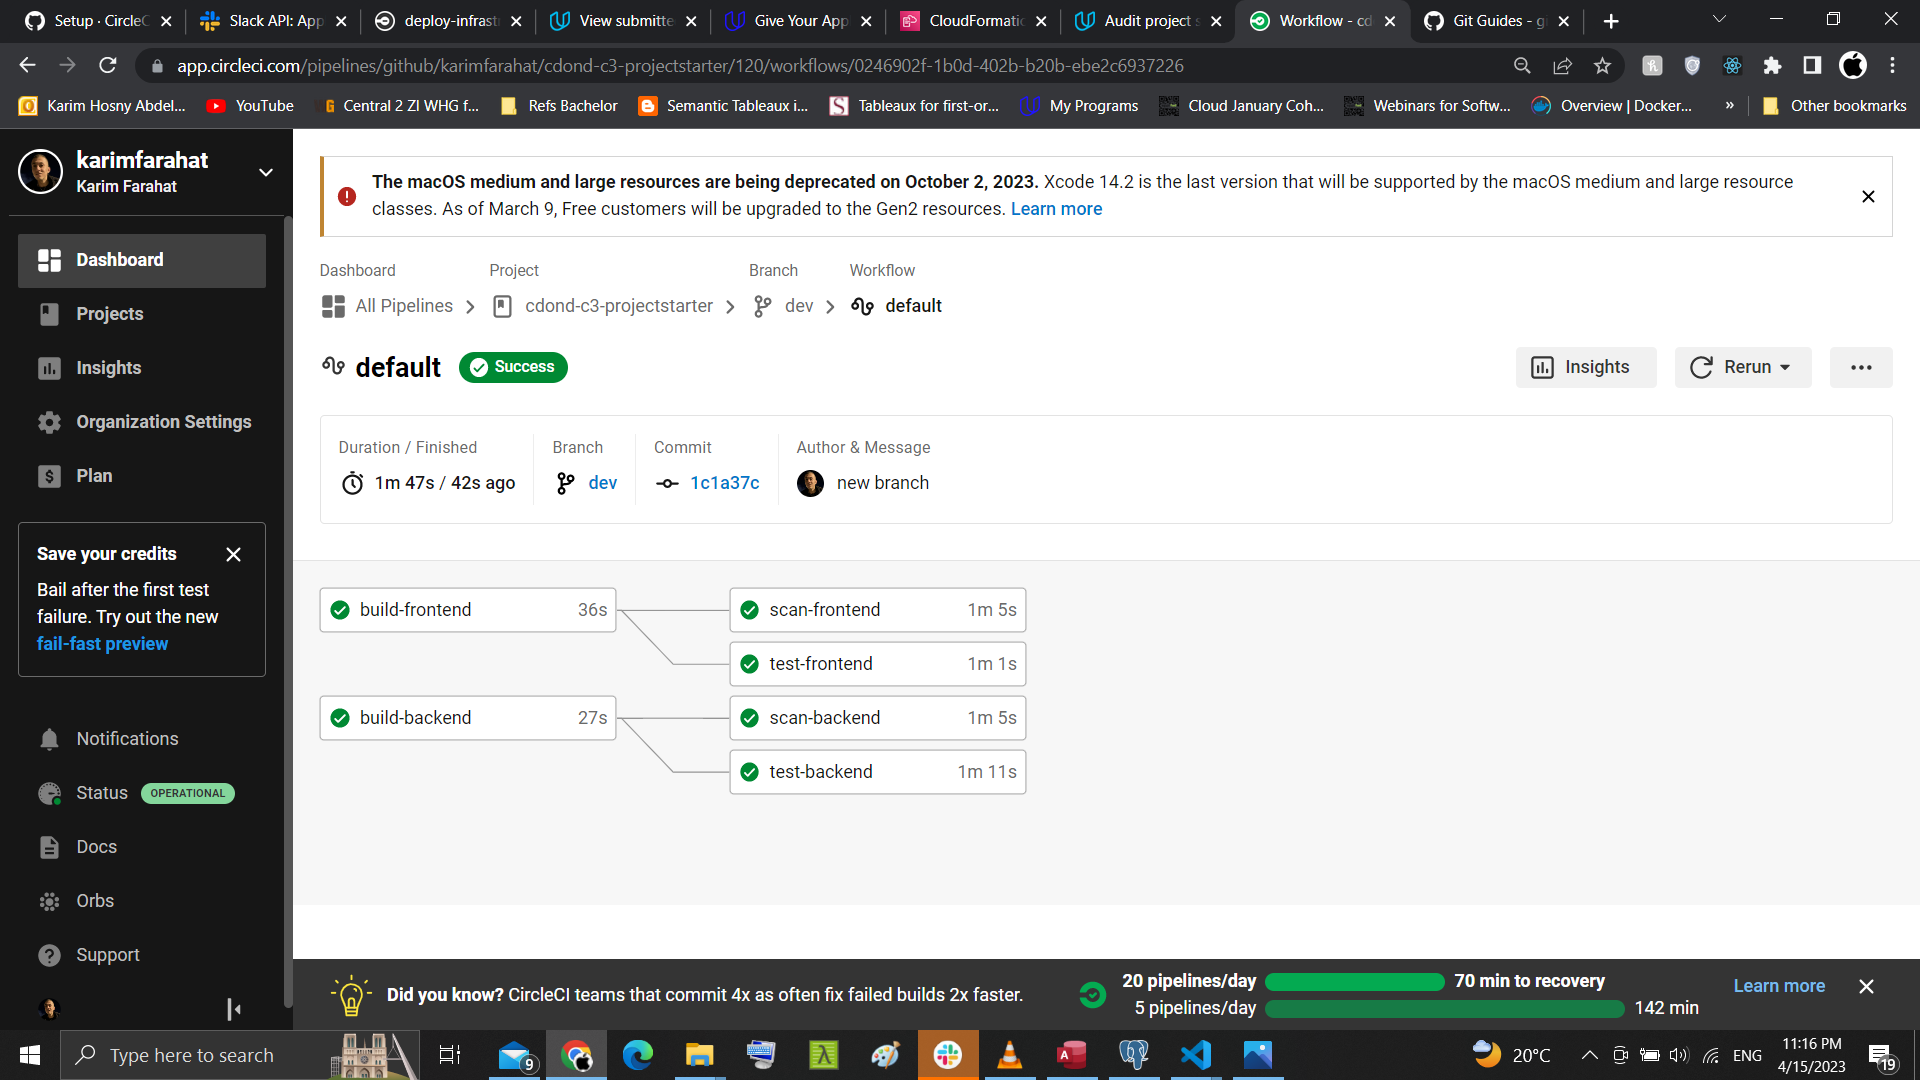 Setup · CircleC
Slack API: App
deploy-infrast
View submitte
Give Your App
CloudFormatic
Audit project s
Workflow - cd
Git Guides - gi
app.circleci.com/pipelines/github/karimfarahat/cdond-c3-projectstarter/120/workflows/0246902f-1b0d-402b-b20b-ebe2c6937226
Karim Hosny Abdel...
YouTube
Central 2 ZI WHG f...
Refs Bachelor
Semantic Tableaux i...
Tableaux for first-or...
My Programs
Cloud January Coh...
Webinars for Softw...
Overview | Docker...
»
Other bookmarks
karimfarahat
Karim Farahat
Dashboard
Projects
Insights
Organization Settings
Plan
Save your credits
Bail after the first test
failure. Try out the new
fail-fast preview
Notifications
Status OPERATIONAL
Docs
Orbs
Support
The macOS medium and large resources are being deprecated on October 2, 2023. Xcode 14.2 is the last version that will be supported by the macOS medium and large resource
classes. As of March 9, Free customers will be upgraded to the Gen2 resources. Learn more
Dashboard Project Branch Workflow
All Pipelines cdond-c3-projectstarter dev default
default Success
Insights
Rerun
Duration / Finished Branch Commit Author & Message
1m 47s / 42s ago dev 1c1a37c new branch
build-frontend 36s scan-frontend 1m 5s
test-frontend 1m 1s
build-backend 27s scan-backend 1m 5s
test-backend 1m 11s
Did you know? CircleCI teams that commit 4x as often fix failed builds 2x faster.
20 pipelines/day 70 min to recovery
5 pipelines/day 142 min
Learn more
Type here to search
9
20°C
ENG
11:16 PM
4/15/2023
19